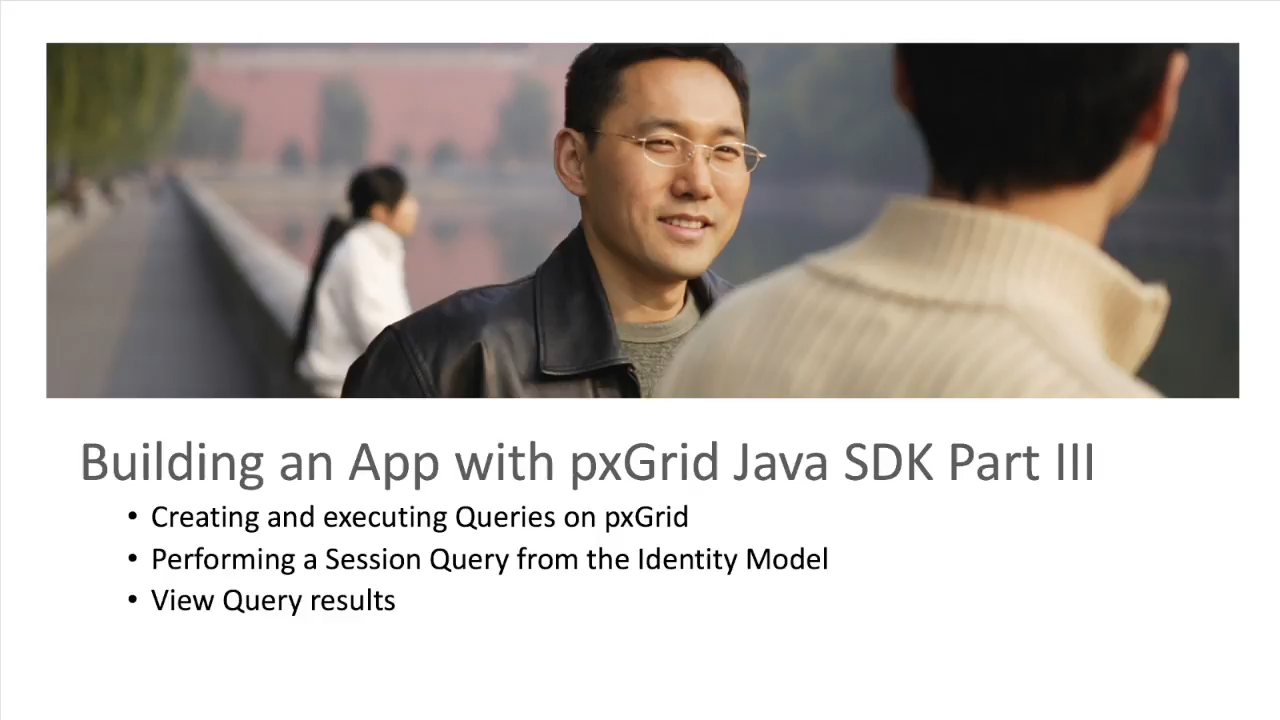 Building an App with pxGrid Java SDK Part III
• Creating and executing Queries on pxGrid
• Performing a Session Query from the Identity Model
• View Query results